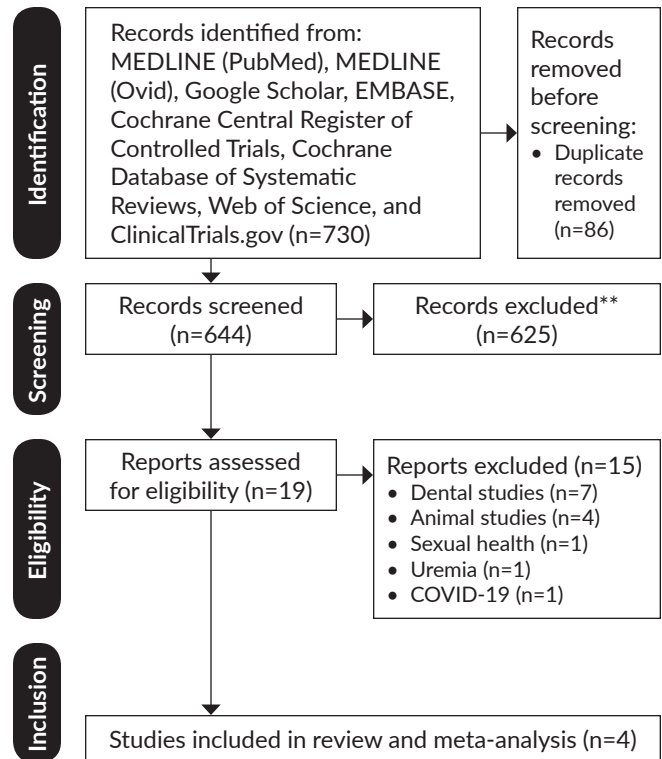 Identification
Records identified from:
MEDLINE (PubMed), MEDLINE
(Ovid), Google Scholar, EMBASE,
Cochrane Central Register of
Controlled Trials, Cochrane
Database of Systematic
Reviews, Web of Science, and
ClinicalTrials.gov (n=730)
Records
removed
before
screening:
• Duplicate
records
removed
(n=86)
Screening
Records screened
(n=644)
Records excluded**
(n=625)
Eligibility
Reports assessed
for eligibility (n=19)
Reports excluded (n=15)
• Dental studies (n=7)
• Animal studies (n=4)
• Sexual health (n=1)
• Uremia (n=1)
• COVID-19 (n=1)
Inclusion
Studies included in review and meta-analysis (n=4)